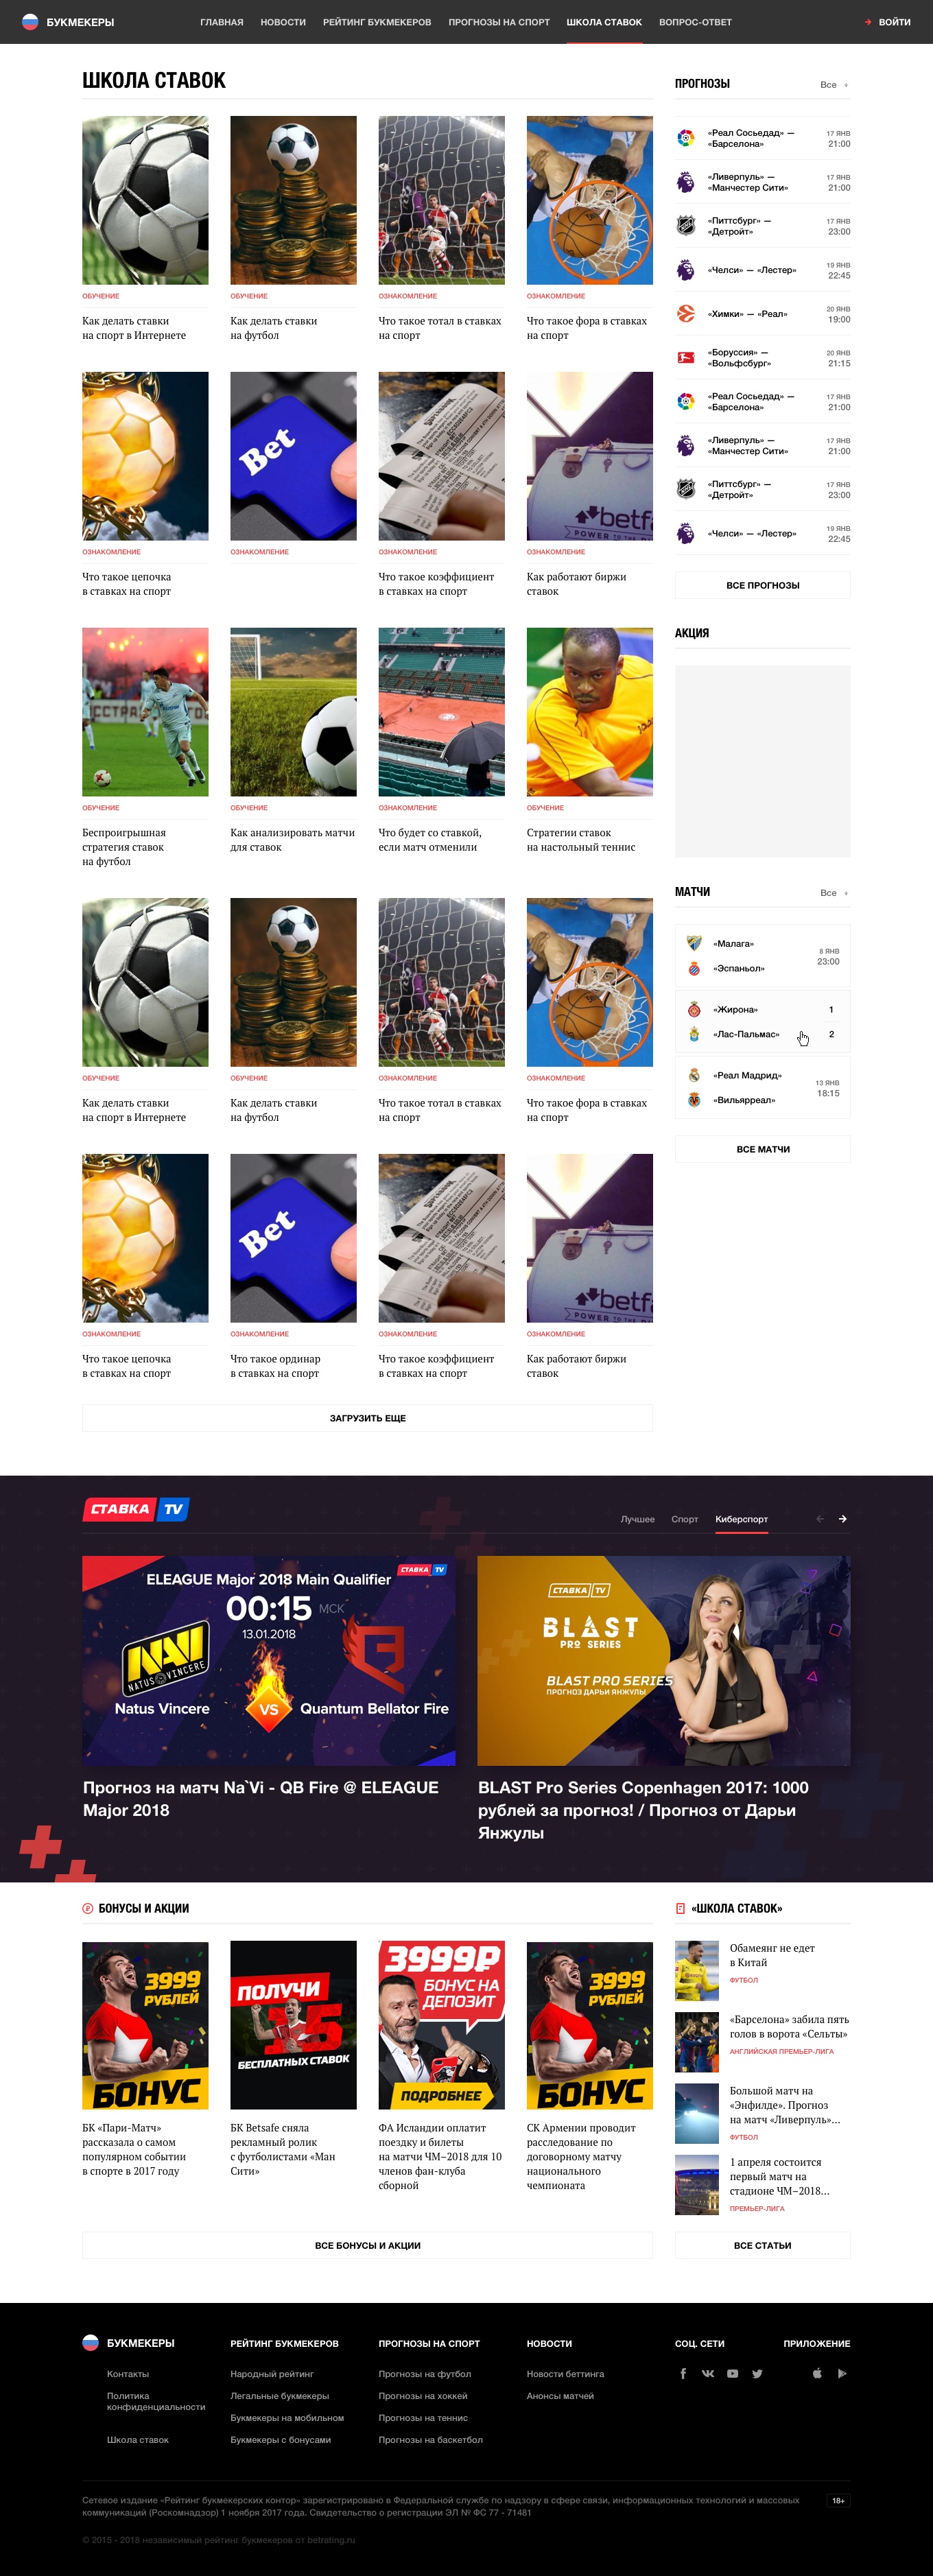 БУКМЕКЕРЫ
ГЛАВНАЯ
НОВОСТИ
РЕЙТИНГ БУКМЕКЕРОВ
ПРОГНОЗЫ НА СПОРТ
ШКОЛА СТАВОК
ВОПРОС-ОТВЕТ
ВОЙТИ
ШКОЛА СТАВОК
ОБУЧЕНИЕ
Как делать ставки
на спорт в Интернете
ОБУЧЕНИЕ
Как делать ставки
на футбол
ОЗНАКОМЛЕНИЕ
Что такое тотал в ставках
на спорт
ОЗНАКОМЛЕНИЕ
Что такое фора в ставках
на спорт
ОЗНАКОМЛЕНИЕ
Что такое цепочка
в ставках на спорт
Bet
ОЗНАКОМЛЕНИЕ
ОЗНАКОМЛЕНИЕ
Что такое коэффициент
в ставках на спорт
betf
POWER TO THE
ОЗНАКОМЛЕНИЕ
Как работают биржи
ставок
ОБУЧЕНИЕ
Беспроигрышная
стратегия ставок
на футбол
ОБУЧЕНИЕ
Как анализировать матчи
для ставок
ОЗНАКОМЛЕНИЕ
Что будет со ставкой,
если матч отменили
ОБУЧЕНИЕ
Стратегии ставок
на настольный теннис
ОБУЧЕНИЕ
Как делать ставки
на спорт в Интернете
ОБУЧЕНИЕ
Как делать ставки
на футбол
ОЗНАКОМЛЕНИЕ
Что такое тотал в ставках
на спорт
ОЗНАКОМЛЕНИЕ
Что такое фора в ставках
на спорт
ОЗНАКОМЛЕНИЕ
Что такое цепочка
в ставках на спорт
Bet
ОЗНАКОМЛЕНИЕ
Что такое ординар
в ставках на спорт
ОЗНАКОМЛЕНИЕ
Что такое коэффициент
в ставках на спорт
betf
POWER TO THE
ОЗНАКОМЛЕНИЕ
Как работают биржи
ставок
ЗАГРУЗИТЬ ЕЩЕ
ПРОГНОЗЫ
Все +
«Реал Сосьедад» —
«Барселона»
17 ЯНВ
21:00
«Ливерпуль» —
«Манчестер Сити»
17 ЯНВ
21:00
«Питтсбург» —
«Детройт»
17 ЯНВ
23:00
«Челси» — «Лестер»
19 ЯНВ
22:45
«Химки» — «Реал»
20 ЯНВ
19:00
«Боруссия» —
«Вольфсбург»
20 ЯНВ
21:15
«Реал Сосьедад» —
«Барселона»
17 ЯНВ
21:00
«Ливерпуль» —
«Манчестер Сити»
17 ЯНВ
21:00
«Питтсбург» —
«Детройт»
17 ЯНВ
23:00
«Челси» — «Лестер»
19 ЯНВ
22:45
ВСЕ ПРОГНОЗЫ
АКЦИЯ
МАТЧИ
Все +
«Малага»
«Эспаньол»
8 ЯНВ
23:00
«Жирона» 1
«Лас-Пальмас» 2
«Реал Мадрид»
«Вильярреал»
13 ЯНВ
18:15
ВСЕ МАТЧИ
СТАВКА TV
Лучшее
Спорт
Киберспорт
СТАВКА TV
ELEAGUE Major 2018 Main Qualifier
00:15 МСК
13.01.2018
NAVI
NATUS VINCERE
VS
Natus Vincere
Quantum Bellator Fire
Прогноз на матч Na`Vi - QB Fire @ ELEAGUE
Major 2018
СТАВКА TV
BLAST
PRO SERIES
BLAST PRO SERIES
ПРОГНОЗ ДАРЬИ ЯНЖУЛЫ
BLAST Pro Series Copenhagen 2017: 1000
рублей за прогноз! / Прогноз от Дарьи
Янжулы
БОНУСЫ И АКЦИИ
3999
РУБЛЕЙ
БОНУС
БК «Пари-Матч»
рассказала о самом
популярном событии
в спорте в 2017 году
ПОЛУЧИ
15
БЕСПЛАТНЫХ СТАВОК
БК Betsafe сняла
рекламный ролик
с футболистами «Ман
Сити»
3999₽
БОНУС НА
ДЕПОЗИТ
ПОДРОБНЕЕ
ФА Исландии оплатит
поездку и билеты
на матчи ЧМ–2018 для 10
членов фан-клуба
сборной
3999
РУБЛЕЙ
БОНУС
СК Армении проводит
расследование по
договорному матчу
национального
чемпионата
ВСЕ БОНУСЫ И АКЦИИ
«ШКОЛА СТАВОК»
Обамеянг не едет
в Китай
ФУТБОЛ
«Барселона» забила пять
голов в ворота «Сельты»
АНГЛИЙСКАЯ ПРЕМЬЕР-ЛИГА
Большой матч на
«Энфилде». Прогноз
на матч «Ливерпуль»...
ФУТБОЛ
1 апреля состоится
первый матч на
стадионе ЧМ–2018...
ПРЕМЬЕР-ЛИГА
ВСЕ СТАТЬИ
БУКМЕКЕРЫ
Контакты
Политика
конфиденциальности
Школа ставок
РЕЙТИНГ БУКМЕКЕРОВ
Народный рейтинг
Легальные букмекеры
Букмекеры на мобильном
Букмекеры с бонусами
ПРОГНОЗЫ НА СПОРТ
Прогнозы на футбол
Прогнозы на хоккей
Прогнозы на теннис
Прогнозы на баскетбол
НОВОСТИ
Новости беттинга
Анонсы матчей
СОЦ. СЕТИ
ПРИЛОЖЕНИЕ
Сетевое издание «Рейтинг букмекерских контор» зарегистрировано в Федеральной службе по надзору в сфере связи, информационных технологий и массовых
коммуникаций (Роскомнадзор) 1 ноября 2017 года. Свидетельство о регистрации ЭЛ № ФС 77 - 71481
18+
© 2015 - 2018 независимый рейтинг букмекеров от betrating.ru